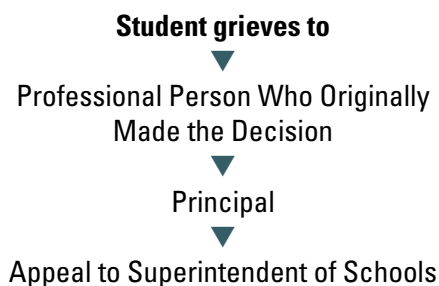 Student grieves to
Professional Person Who Originally
Made the Decision
Principal
Appeal to Superintendent of Schools